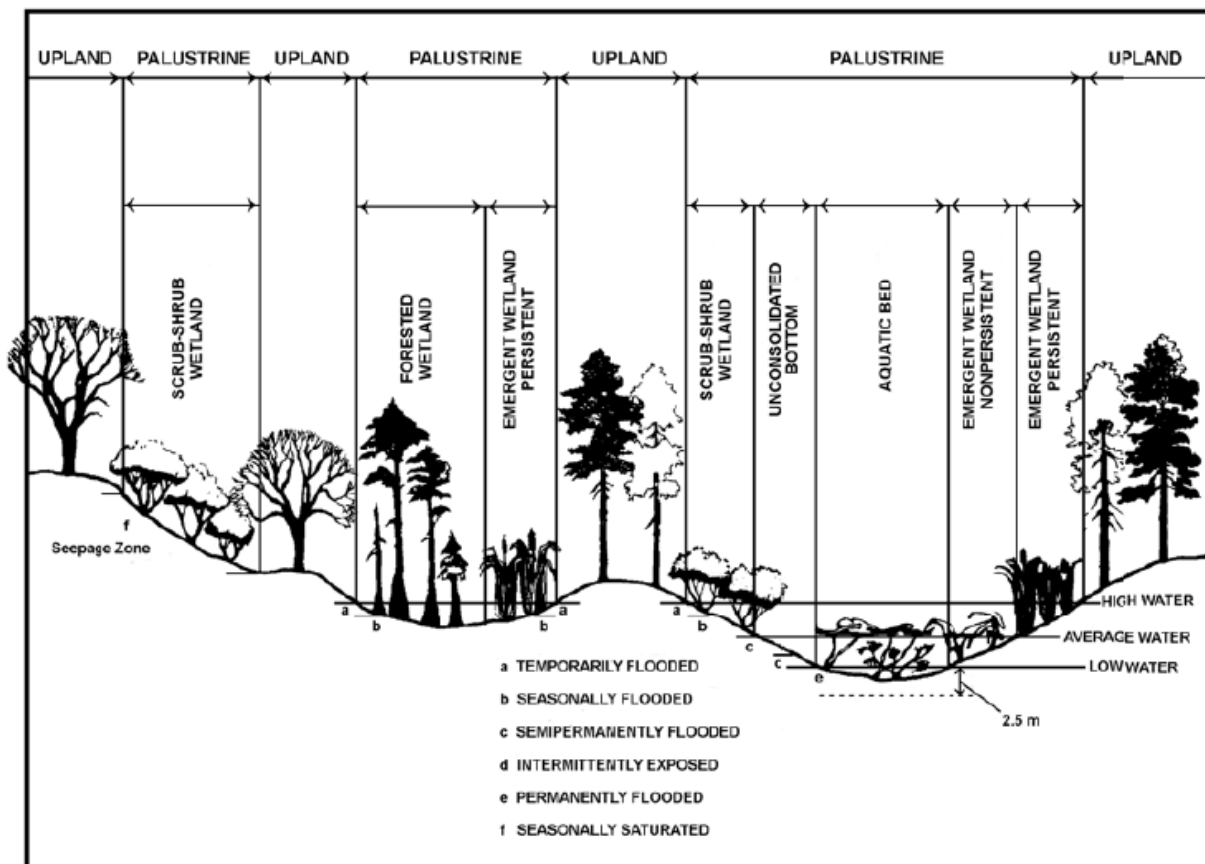 UPLAND PALUSTRINE UPLAND PALUSTRINE UPLAND PALUSTRINE UPLAND
SCRUB-SHRUB
WETLAND
FORESTED
WETLAND
EMERGENT WETLAND
PERSISTENT
SCRUB-SHRUB
WETLAND
UNCONSOLIDATED
BOTTOM
AQUATIC BED
EMERGENT WETLAND
NONPERSISTENT
EMERGENT WETLAND
PERSISTENT
f
Seepage Zone
a
b
b
a
a
b
c
c
e
HIGH WATER
AVERAGE WATER
LOW WATER
2.5 m
a TEMPORARILY FLOODED
b SEASONALLY FLOODED
c SEMIPERMANENTLY FLOODED
d INTERMITTENTLY EXPOSED
e PERMANENTLY FLOODED
f SEASONALLY SATURATED